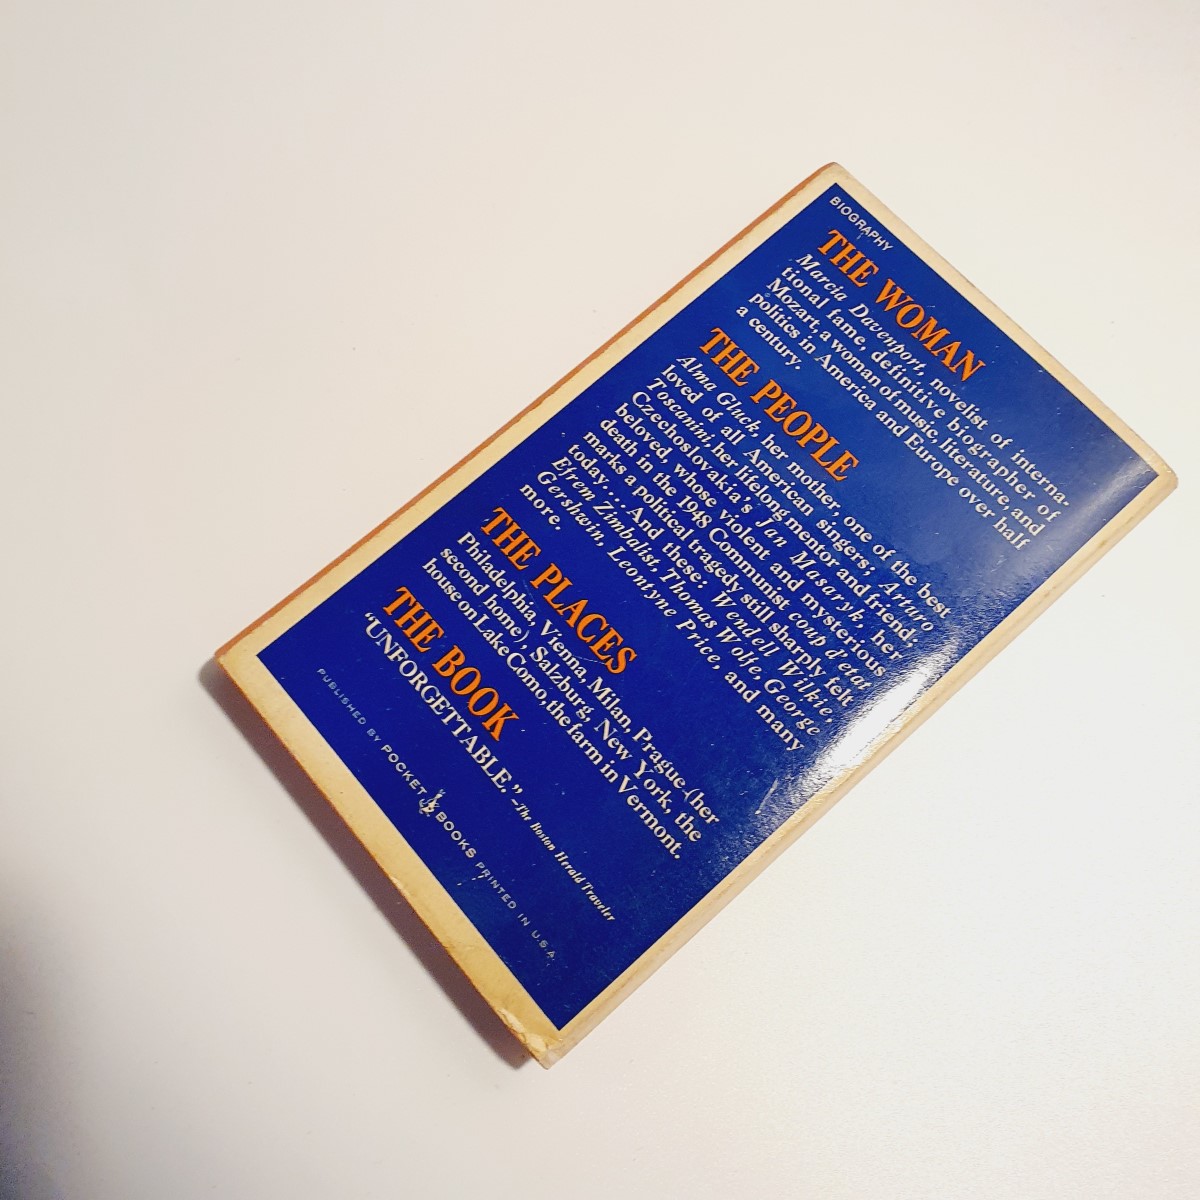 BIOGRAPHY
THE WOMAN
Marcia Davenport, novelist of interna-
tional fame, definitive biographer of
Mozart, a woman of music, literature, and
politics in America and Europe over half
a century.
THE PEOPLE
Alma Gluck, her mother, one of the best
loved of all American singers; Arturo
Toscanini, her lifelong mentor and friend.
Czechoslovakia's Jan Masaryk, her
beloved, whose violent and mysterious
death in the 1948 Communist coup d'etat
marks a political tragedy still sharply felt
today... And these: Wendell Wilkie,
Efrem Zimbalist, Thomas Wolfe, George
Gershwin, Leontyne Price, and many
more.
THE PLACES
Philadelphia, Vienna, Milan, Prague (her
second home), Salzburg, New York, the
house on Lake Como, the farm in Vermont.
THE BOOK
"UNFORGETTABLE." -The Boston Herald Traveler
PUBLISHED BY POCKET BOOKS PRINTED IN U.S.A.